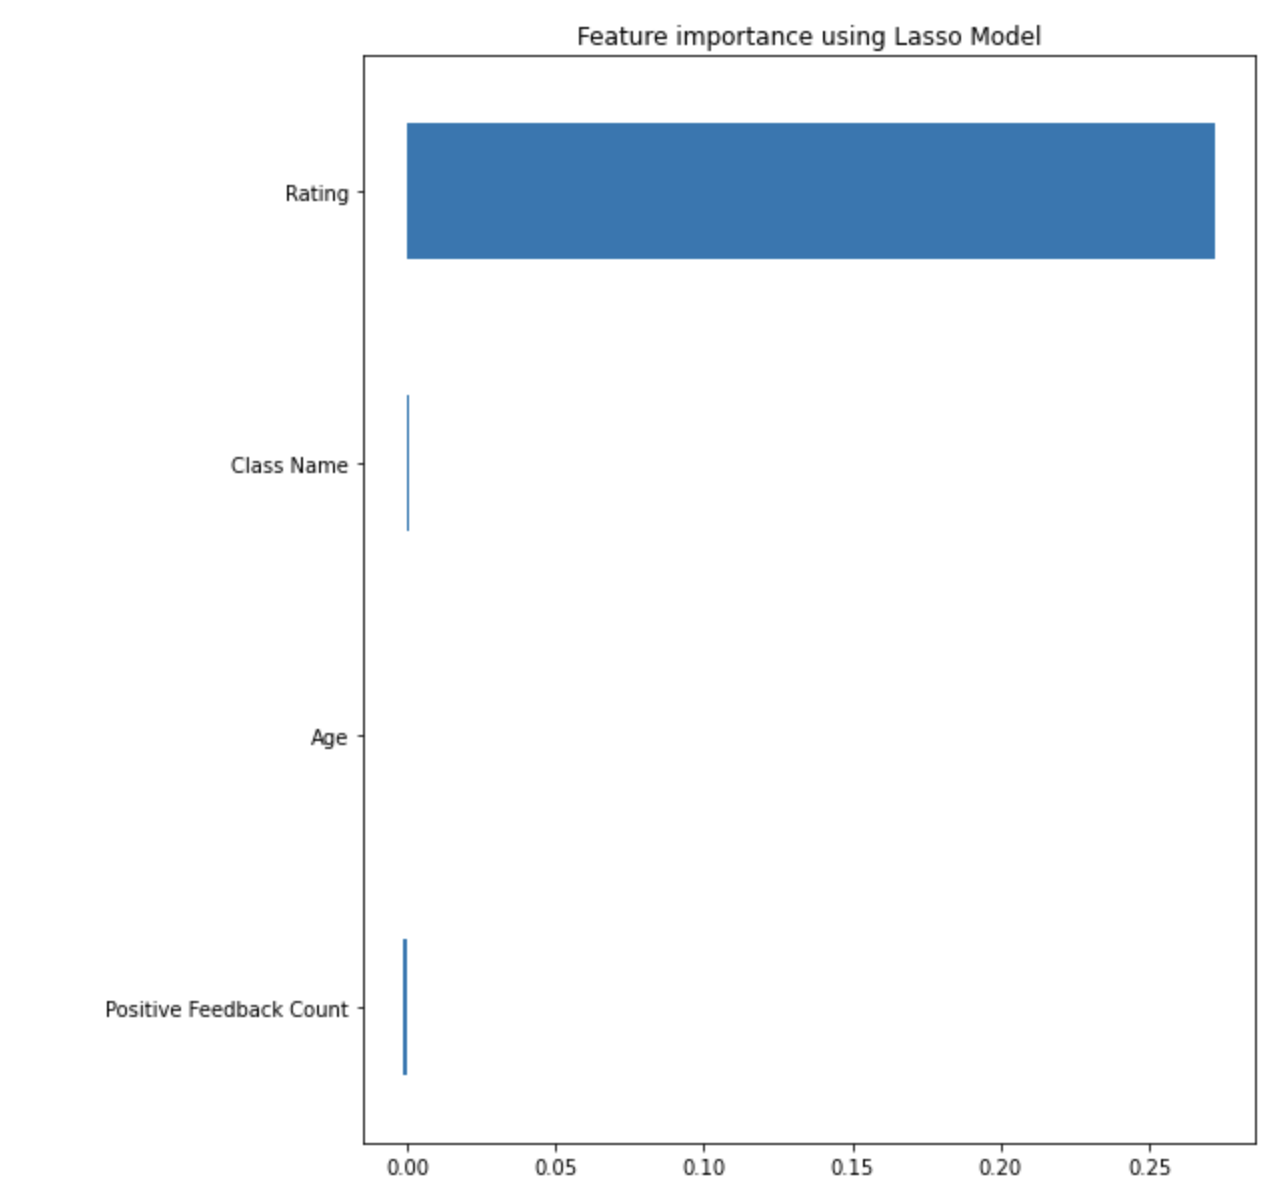 Feature importance using Lasso Model
Rating
Class Name
Age
Positive Feedback Count
0.00 0.05 0.10 0.15 0.20 0.25